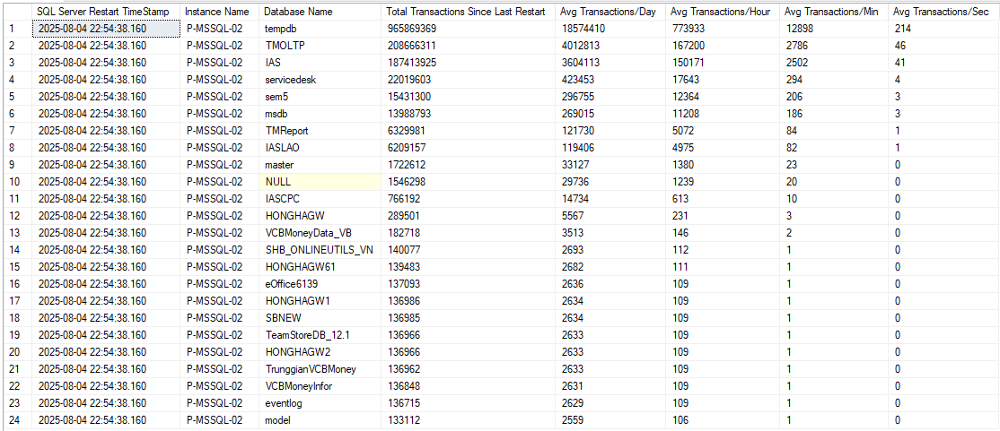 SQL Server Restart TimeStamp Instance Name Database Name Total Transactions Since Last Restart Avg Transactions/Day Avg Transactions/Hour Avg Transactions/Min Avg Transactions/Sec
1 2025-08-04 22:54:38.160 P-MSSQL-02 tempdb 965869369 18574410 773933 12898 214
2 2025-08-04 22:54:38.160 P-MSSQL-02 TMOLTP 208666311 4012813 167200 2786 46
3 2025-08-04 22:54:38.160 P-MSSQL-02 IAS 187413925 3604113 150171 2502 41
4 2025-08-04 22:54:38.160 P-MSSQL-02 servicedesk 22019603 423453 17643 294 4
5 2025-08-04 22:54:38.160 P-MSSQL-02 sem5 15431300 296755 12364 206 3
6 2025-08-04 22:54:38.160 P-MSSQL-02 msdb 13988793 269015 11208 186 3
7 2025-08-04 22:54:38.160 P-MSSQL-02 TMReport 6329981 121730 5072 84 1
8 2025-08-04 22:54:38.160 P-MSSQL-02 IASLAO 6209157 119406 4975 82 1
9 2025-08-04 22:54:38.160 P-MSSQL-02 master 1722612 33127 1380 23 0
10 2025-08-04 22:54:38.160 P-MSSQL-02 NULL 1546298 29736 1239 20 0
11 2025-08-04 22:54:38.160 P-MSSQL-02 IASCPC 766192 14734 613 10 0
12 2025-08-04 22:54:38.160 P-MSSQL-02 HONGHAGW 289501 5567 231 3 0
13 2025-08-04 22:54:38.160 P-MSSQL-02 VCBMoneyData_VB 182718 3513 146 2 0
14 2025-08-04 22:54:38.160 P-MSSQL-02 SHB_ONLINEUTILS_VN 140077 2693 112 1 0
15 2025-08-04 22:54:38.160 P-MSSQL-02 HONGHAGW61 139483 2682 111 1 0
16 2025-08-04 22:54:38.160 P-MSSQL-02 eOffice6139 137093 2636 109 1 0
17 2025-08-04 22:54:38.160 P-MSSQL-02 HONGHAGW1 136986 2634 109 1 0
18 2025-08-04 22:54:38.160 P-MSSQL-02 SBNEW 136985 2634 109 1 0
19 2025-08-04 22:54:38.160 P-MSSQL-02 TeamStoreDB_12.1 136966 2633 109 1 0
20 2025-08-04 22:54:38.160 P-MSSQL-02 HONGHAGW2 136966 2633 109 1 0
21 2025-08-04 22:54:38.160 P-MSSQL-02 TrunggianVCBMoney 136962 2633 109 1 0
22 2025-08-04 22:54:38.160 P-MSSQL-02 VCBMoneyInfor 136848 2631 109 1 0
23 2025-08-04 22:54:38.160 P-MSSQL-02 eventlog 136715 2629 109 1 0
24 2025-08-04 22:54:38.160 P-MSSQL-02 model 133112 2559 106 1 0